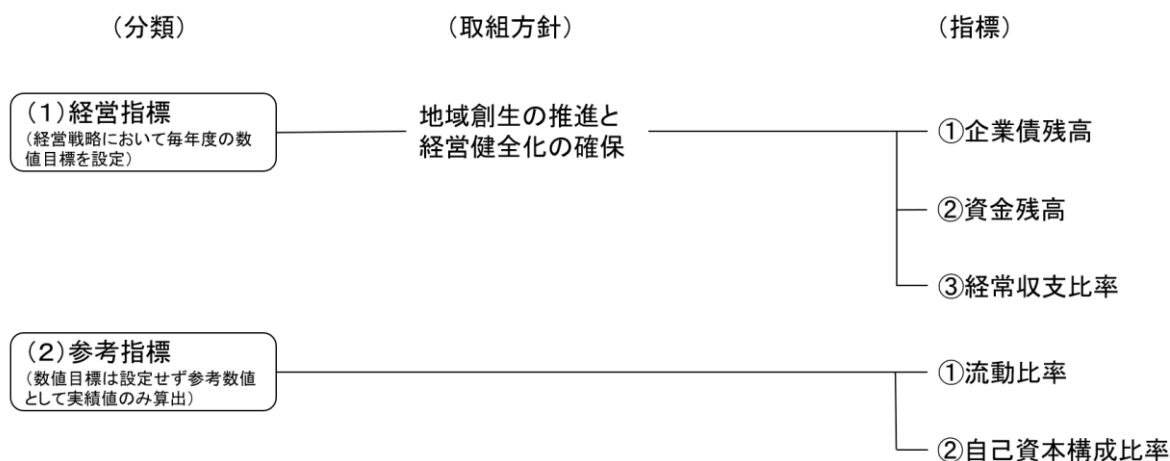 （分類）
（取組方針）
（指標）
（1）経営指標
（経営戦略において毎年度の数
値目標を設定）
地域創生の推進と
経営健全化の確保
①企業債残高
②資金残高
③経常収支比率
（2）参考指標
（数値目標は設定せず参考数値
として実績値のみ算出）
①流動比率
②自己資本構成比率